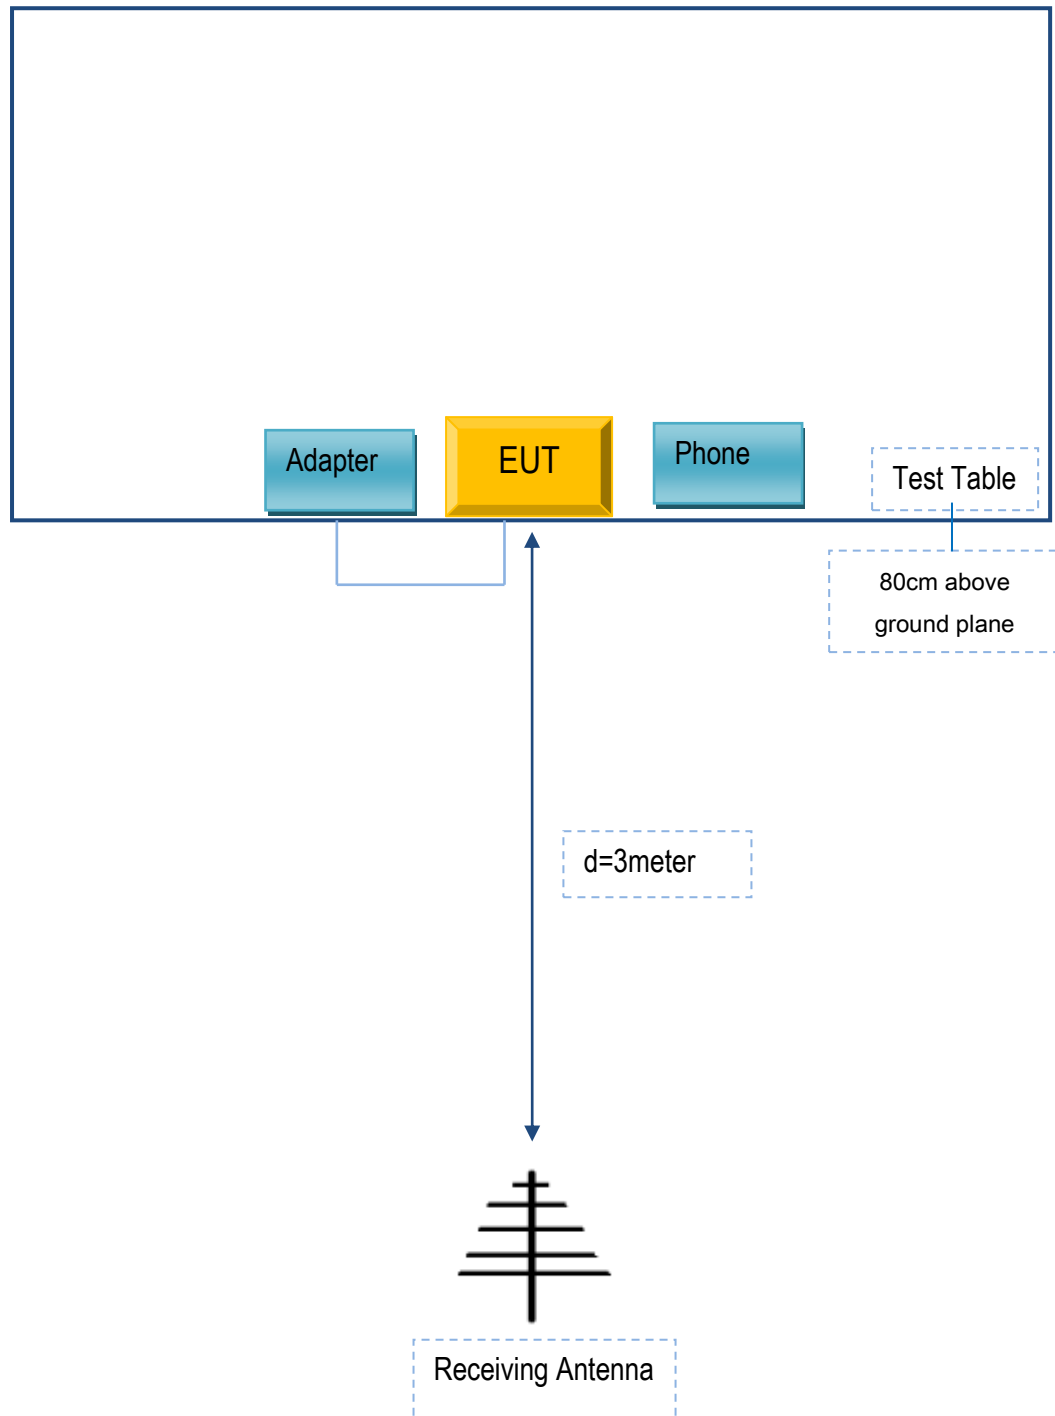 Adapter
EUT
Phone
Test Table
80cm above
ground plane
d=3meter
Receiving Antenna